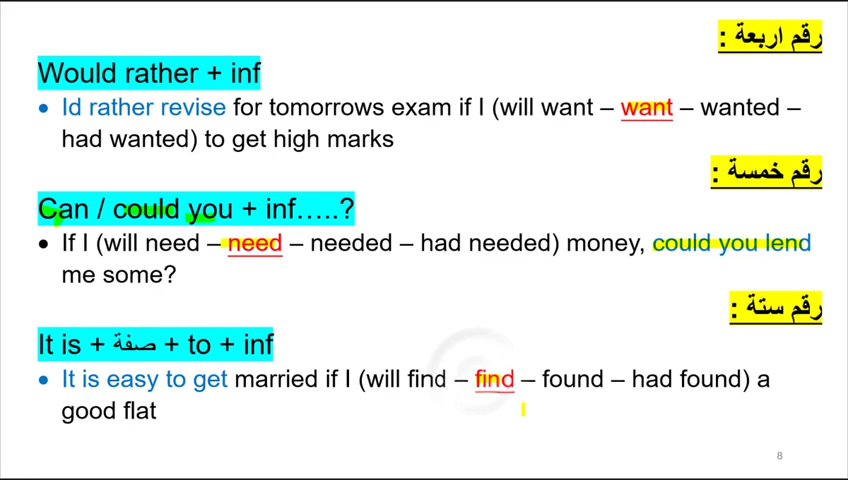 رقم اربعة :
Would rather + inf
• Id rather revise for tomorrows exam if I (will want – want – wanted –
had wanted) to get high marks
رقم خمسة :
Can / could you + inf…..?
• If I (will need – need – needed – had needed) money, could you lend
me some?
رقم ستة :
It is + صفة + to + inf
• It is easy to get married if I (will find – find – found – had found) a
good flat
8